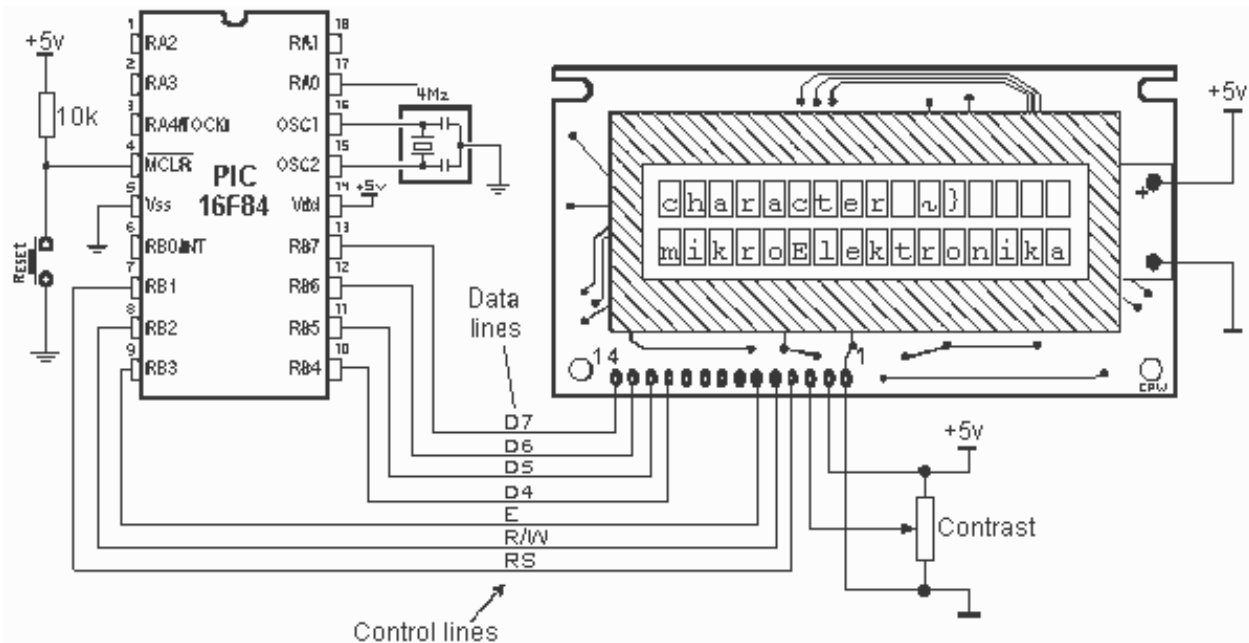 +5v
10k
RESET
1 RA2
2 RA3
3 RA4/TOCKI
4 MCLR
5 Vss
6 RB0/INT
7 RB1
8 RB2
9 RB3
PIC
16F84
18 RA1
17 RA0
16 OSC1
15 OSC2
14 Vdd
13 RB7
12 RB6
11 RB5
10 RB4
4Mz
+5v
Data
lines
D7
D6
D5
D4
E
R/W
RS
Control lines
character ~}
mikroElektronika
+
+5v
14
1
CPW
+5v
Contrast